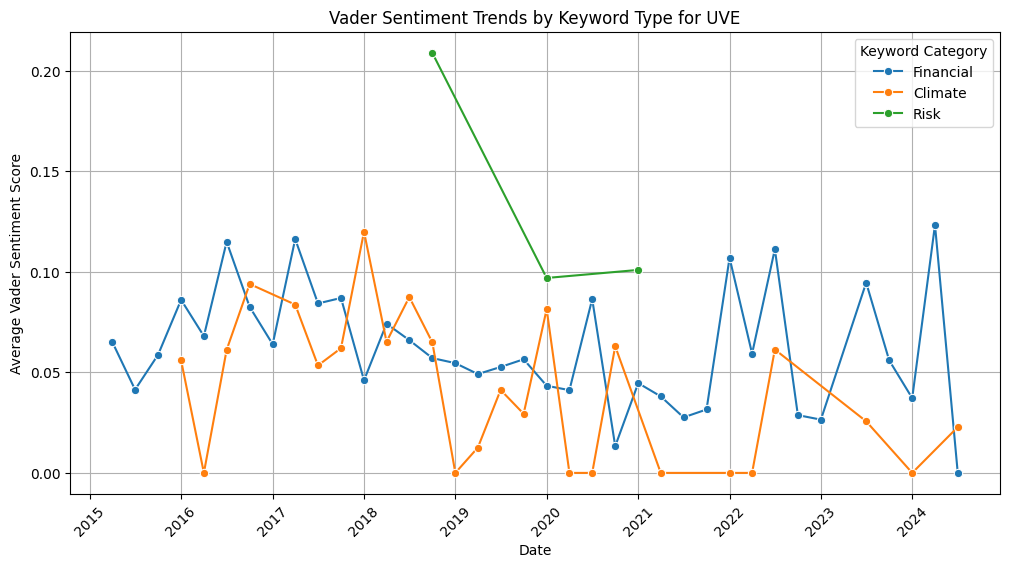 Vader Sentiment Trends by Keyword Type for UVE
Keyword Category
Financial
Climate
Risk
Average Vader Sentiment Score
0.20
0.15
0.10
0.05
0.00
2015
2016
2017
2018
2019
2020
2021
2022
2023
2024
Date